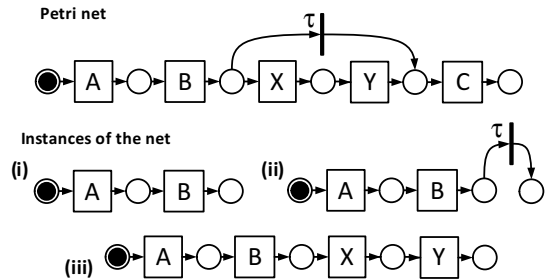 Petri net
τ
A B X Y C
Instances of the net
(i) A B
(ii) A B τ
(iii) A B X Y